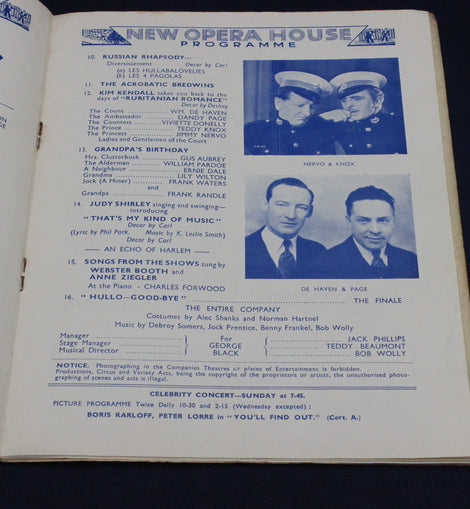 NEW OPERA HOUSE
PROGRAMME
10. RUSSIAN RHAPSODY—
Divertissement Decor by Carl
(a) LES HULLABALOVELIES
(b) LES 4 PAGOLAS
11. THE ACROBATIC BREDWINS
12. KIM KENDALL takes you back to the
days of "RURITANIAN ROMANCE"
Decor by Deshey
The Count ... WM. DE HAVEN
The Ambassador ... DANDY PAGE
The Countess ... VIVIETTE DONELLY
The Prince ... TEDDY KNOX
The Princess ... JIMMY NERVO
Ladies and Gentlemen of the Court
13. GRANDPA'S BIRTHDAY
Mrs. Clutterbuck ... GUS AUBREY
The Alderman ... WILLIAM PARDOE
A Neighbour ... ERNIE DALE
Grandma ... LILY WILTON
Jock (A Miner) ... FRANK WATERS
and
Grandpa ... FRANK RANDLE
14. JUDY SHIRLEY singing and swinging—
introducing
"THAT'S MY KIND OF MUSIC"
Decor by Carl
(Lyric by Phil Park. Music by K. Leslie Smith)
Decor by Carl
— AN ECHO OF HARLEM —
15. SONGS FROM THE SHOWS sung by
WEBSTER BOOTH and
ANNE ZIEGLER
At the Piano - CHARLES FORWOOD
NERVO & KNOX.
DE HAVEN & PAGE
16. "HULLO—GOOD-BYE" ... THE FINALE
THE ENTIRE COMPANY
Costumes by Alec Shanks and Norman Hartnel
Music by Debroy Somers, Jock Prentice, Benny Frankel, Bob Wolly
Manager ... For ... JACK PHILLIPS
Stage Manager ... GEORGE ... TEDDY BEAUMONT
Musical Director ... BLACK ... BOB WOLLY
NOTICE. Photographing in the Companies Theatres or places of Entertainment is forbidden.
Productions, Circus and Variety Acts, being the copyright of the proprietors or artistes, the unauthorised photo-
graphing of scenes and acts is illegal.
CELEBRITY CONCERT—SUNDAY at 7-45.
PICTURE PROGRAMME Twice Daily 10-30 and 2-15 (Wednesday excepted) :
BORIS KARLOFF, PETER LORRE in "YOU'LL FIND OUT." (Cert. A.)